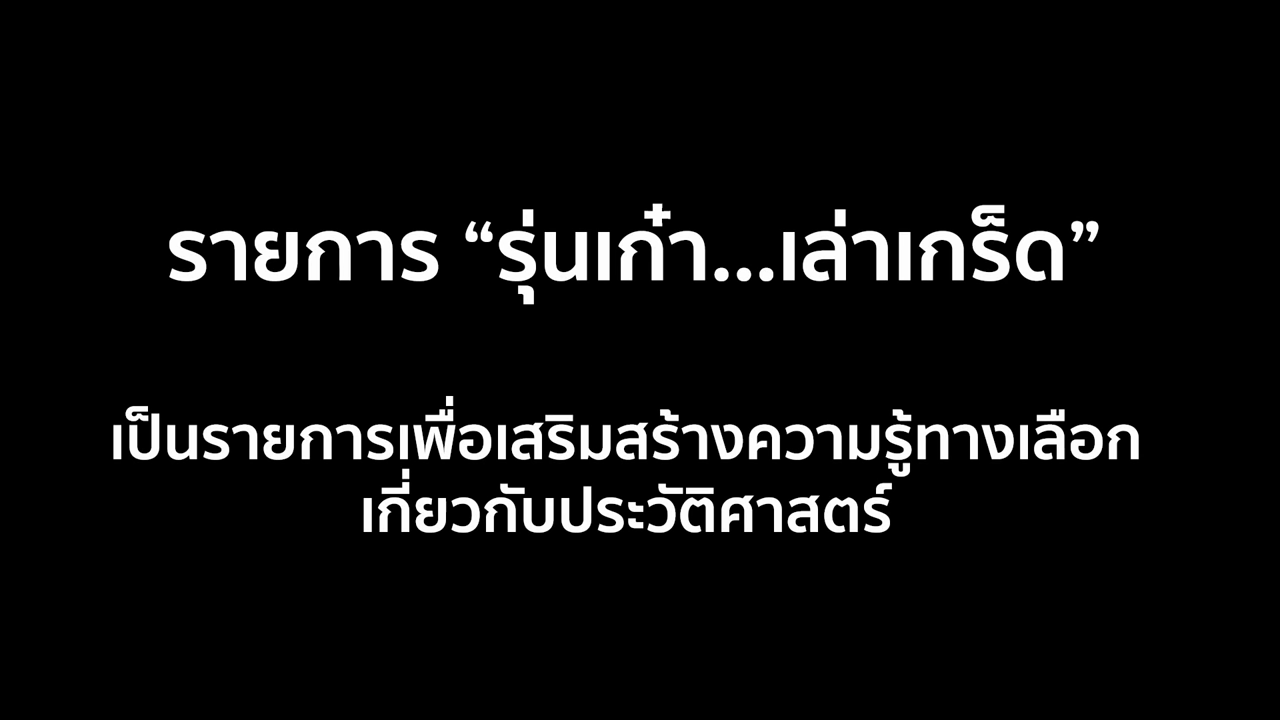 รายการ “รุ่นเก๋า...เล่าเกร็ด”
เป็นรายการเพื่อเสริมสร้างความรู้ทางเลือก
เกี่ยวกับประวัติศาสตร์